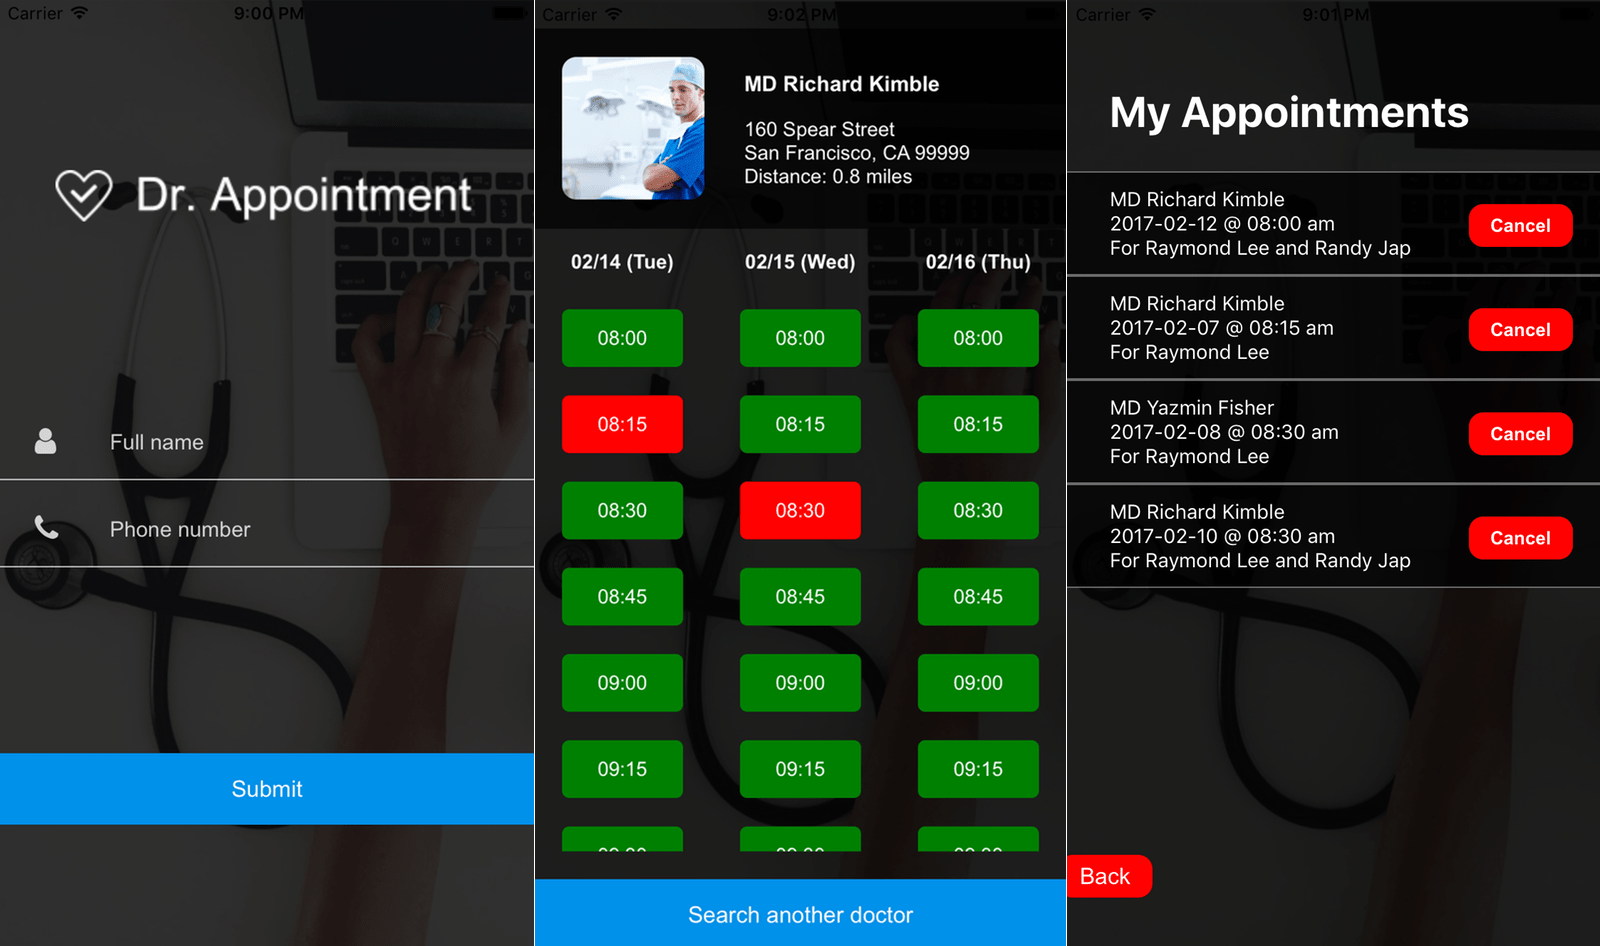 Carrier 9:00 PM
Dr. Appointment
Full name
Phone number
Submit
Carrier 9:02 PM
MD Richard Kimble
160 Spear Street
San Francisco, CA 99999
Distance: 0.8 miles
02/14 (Tue) 02/15 (Wed) 02/16 (Thu)
08:00 08:00 08:00
08:15 08:15 08:15
08:30 08:30 08:30
08:45 08:45 08:45
09:00 09:00 09:00
09:15 09:15 09:15
Search another doctor
Carrier 9:01 PM
My Appointments
MD Richard Kimble
2017-02-12 @ 08:00 am
For Raymond Lee and Randy Jap
Cancel
MD Richard Kimble
2017-02-07 @ 08:15 am
For Raymond Lee
Cancel
MD Yazmin Fisher
2017-02-08 @ 08:30 am
For Raymond Lee
Cancel
MD Richard Kimble
2017-02-10 @ 08:30 am
For Raymond Lee and Randy Jap
Cancel
Back